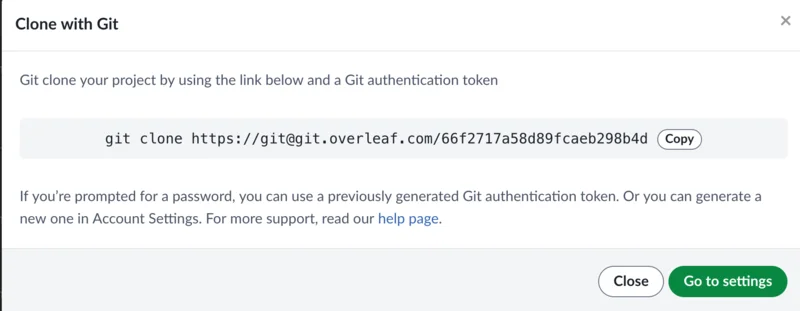 Clone with Git
×
Git clone your project by using the link below and a Git authentication token
git clone https://git@git.overleaf.com/66f2717a58d89fcaeb298b4d Copy
If you’re prompted for a password, you can use a previously generated Git authentication token. Or you can generate a
new one in Account Settings. For more support, read our help page.
Close Go to settings